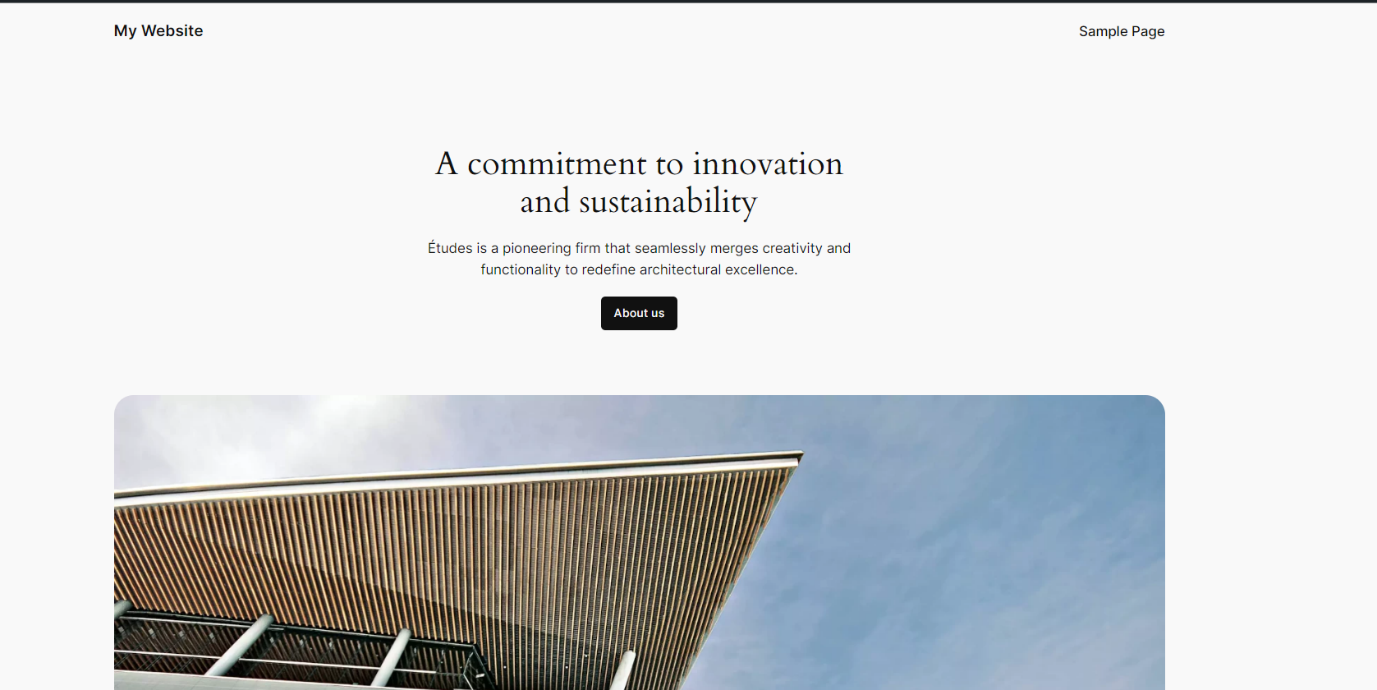 My Website
Sample Page
A commitment to innovation
and sustainability
Études is a pioneering firm that seamlessly merges creativity and
functionality to redefine architectural excellence.
About us